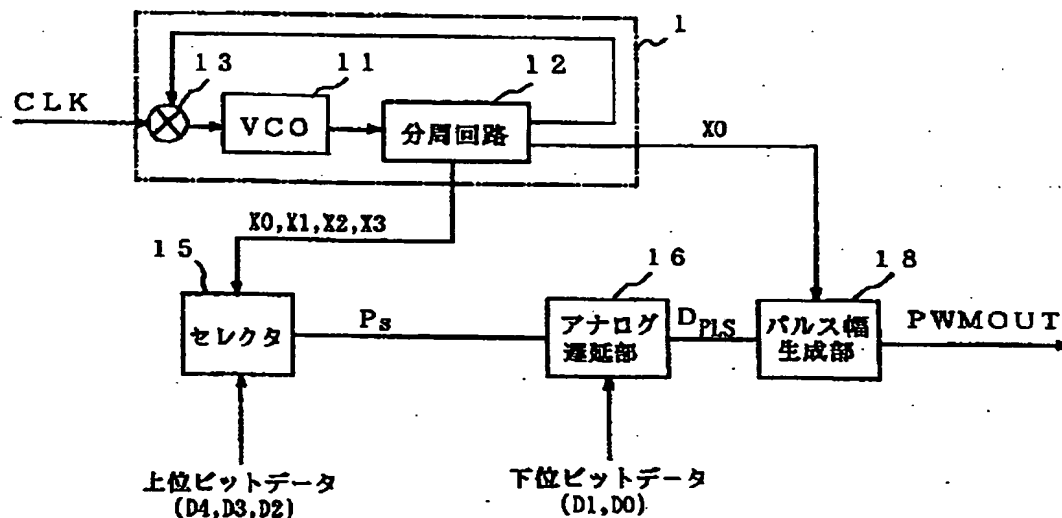 1
13
11
12
CLK
VCO
分周回路
X0
X0,X1,X2,X3
15
16
18
セレクタ
Ps
アナログ
遅延部
DPLS
パルス幅
生成部
PWMOUT
上位ビットデータ
(D4,D3,D2)
下位ビットデータ
(D1,D0)